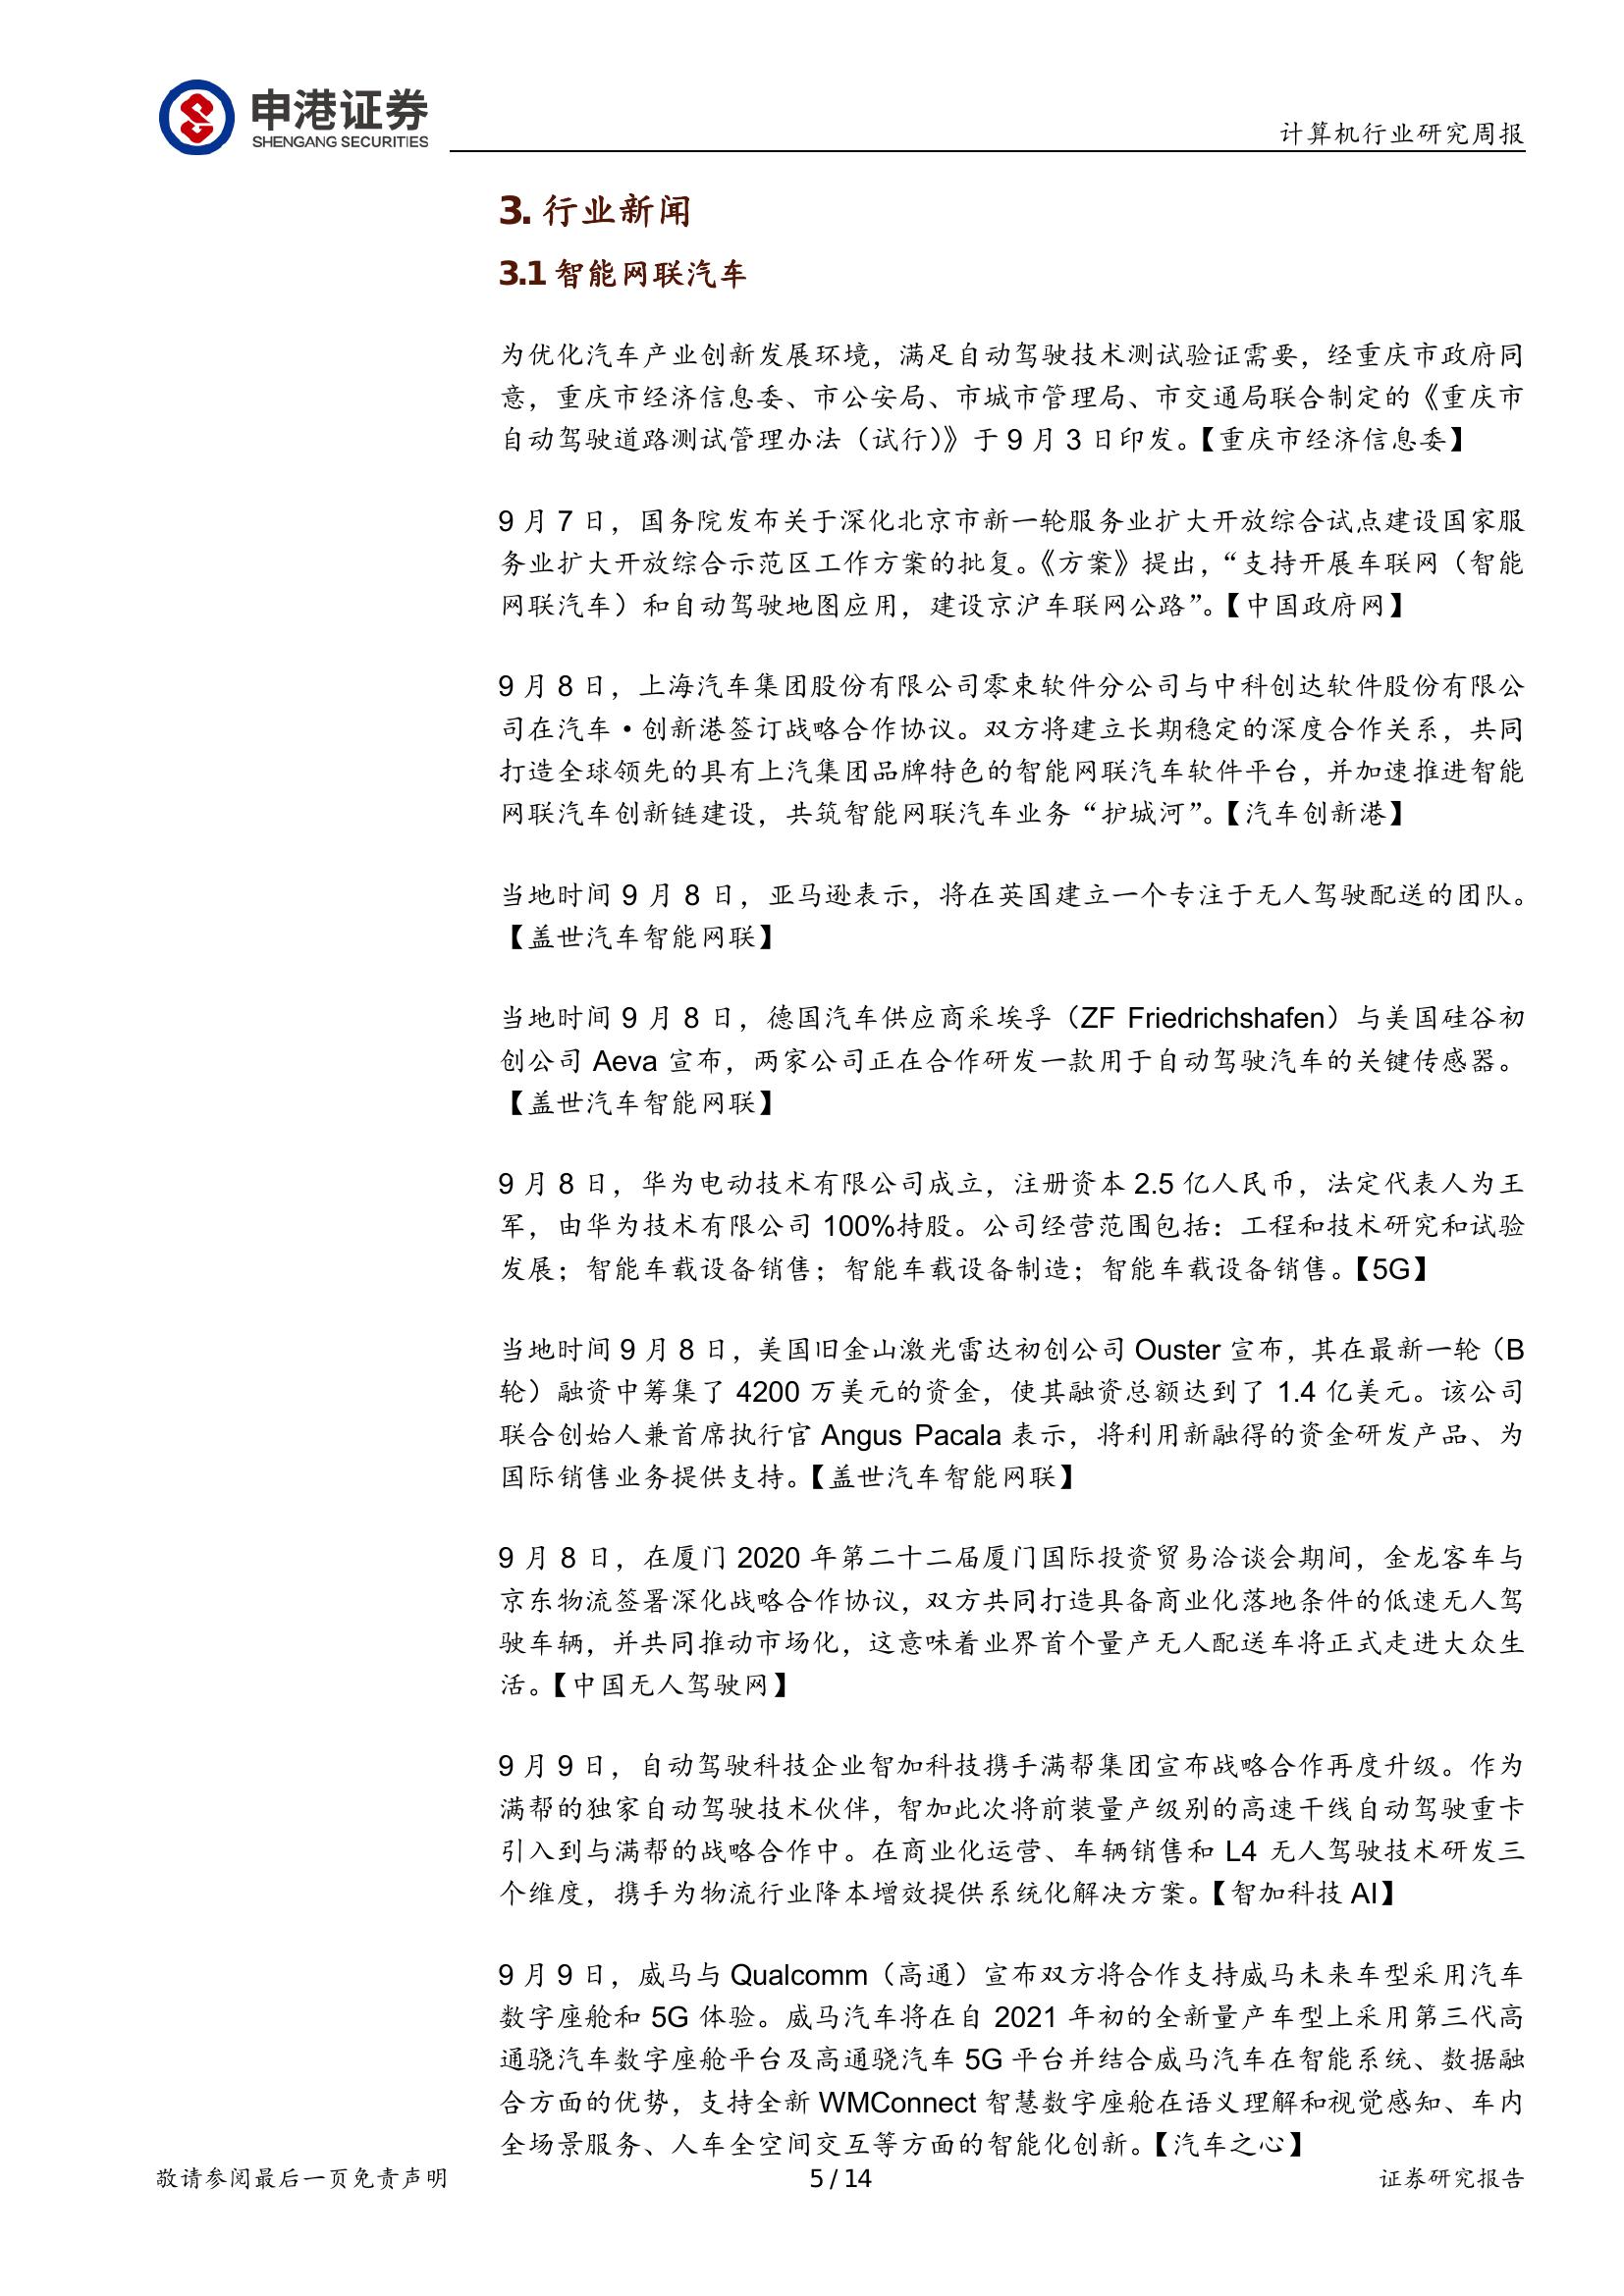 申港证券
SHENGANG SECURITIES
计算机行业研究周报
3. 行业新闻
3.1 智能网联汽车
为优化汽车产业创新发展环境，满足自动驾驶技术测试验证需要，经重庆市政府同
意，重庆市经济信息委、市公安局、市城市管理局、市交通局联合制定的《重庆市
自动驾驶道路测试管理办法（试行）》于 9 月 3 日印发。【重庆市经济信息委】
9 月 7 日，国务院发布关于深化北京市新一轮服务业扩大开放综合试点建设国家服
务业扩大开放综合示范区工作方案的批复。《方案》提出，“支持开展车联网（智能
网联汽车）和自动驾驶地图应用，建设京沪车联网公路”。【中国政府网】
9 月 8 日，上海汽车集团股份有限公司零束软件分公司与中科创达软件股份有限公
司在汽车·创新港签订战略合作协议。双方将建立长期稳定的深度合作关系，共同
打造全球领先的具有上汽集团品牌特色的智能网联汽车软件平台，并加速推进智能
网联汽车创新链建设，共筑智能网联汽车业务“护城河”。【汽车创新港】
当地时间 9 月 8 日，亚马逊表示，将在英国建立一个专注于无人驾驶配送的团队。
【盖世汽车智能网联】
当地时间 9 月 8 日，德国汽车供应商采埃孚（ZF Friedrichshafen）与美国硅谷初
创公司 Aeva 宣布，两家公司正在合作研发一款用于自动驾驶汽车的关键传感器。
【盖世汽车智能网联】
9 月 8 日，华为电动技术有限公司成立，注册资本 2.5 亿人民币，法定代表人为王
军，由华为技术有限公司 100%持股。公司经营范围包括：工程和技术研究和试验
发展；智能车载设备销售；智能车载设备制造；智能车载设备销售。【5G】
当地时间 9 月 8 日，美国旧金山激光雷达初创公司 Ouster 宣布，其在最新一轮（B
轮）融资中筹集了 4200 万美元的资金，使其融资总额达到了 1.4 亿美元。该公司
联合创始人兼首席执行官 Angus Pacala 表示，将利用新融得的资金研发产品、为
国际销售业务提供支持。【盖世汽车智能网联】
9 月 8 日，在厦门 2020 年第二十二届厦门国际投资贸易洽谈会期间，金龙客车与
京东物流签署深化战略合作协议，双方共同打造具备商业化落地条件的低速无人驾
驶车辆，并共同推动市场化，这意味着业界首个量产无人配送车将正式走进大众生
活。【中国无人驾驶网】
9 月 9 日，自动驾驶科技企业智加科技携手满帮集团宣布战略合作再度升级。作为
满帮的独家自动驾驶技术伙伴，智加此次将前装量产级别的高速干线自动驾驶重卡
引入到与满帮的战略合作中。在商业化运营、车辆销售和 L4 无人驾驶技术研发三
个维度，携手为物流行业降本增效提供系统化解决方案。【智加科技 AI】
9 月 9 日，威马与 Qualcomm（高通）宣布双方将合作支持威马未来车型采用汽车
数字座舱和 5G 体验。威马汽车将在自 2021 年初的全新量产车型上采用第三代高
通骁汽车数字座舱平台及高通骁汽车 5G 平台并结合威马汽车在智能系统、数据融
合方面的优势，支持全新 WMConnect 智慧数字座舱在语义理解和视觉感知、车内
全场景服务、人车全空间交互等方面的智能化创新。【汽车之心】
敬请参阅最后一页免责声明
5 / 14
证券研究报告